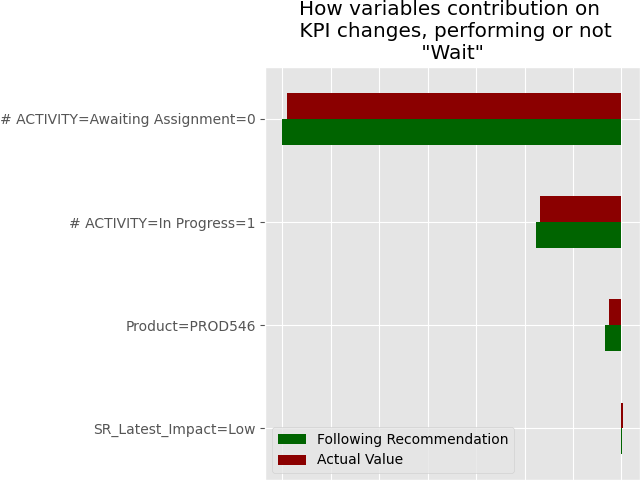 How variables contribution on
KPI changes, performing or not
"Wait"
# ACTIVITY=Awaiting Assignment=0
# ACTIVITY=In Progress=1
Product=PROD546
SR_Latest_Impact=Low
Following Recommendation
Actual Value